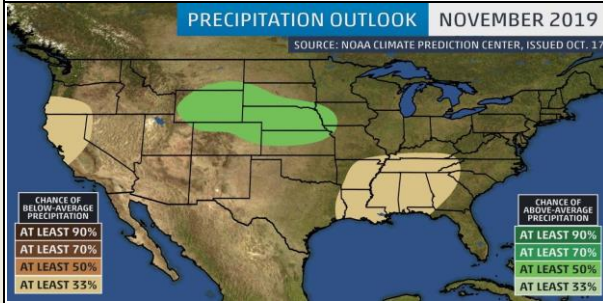 PRECIPITATION OUTLOOK NOVEMBER 2019
SOURCE: NOAA CLIMATE PREDICTION CENTER, ISSUED OCT. 17
CHANCE OF
BELOW-AVERAGE
PRECIPITATION
AT LEAST 90%
AT LEAST 70%
AT LEAST 50%
AT LEAST 33%
CHANCE OF
ABOVE-AVERAGE
PRECIPITATION
AT LEAST 90%
AT LEAST 70%
AT LEAST 50%
AT LEAST 33%